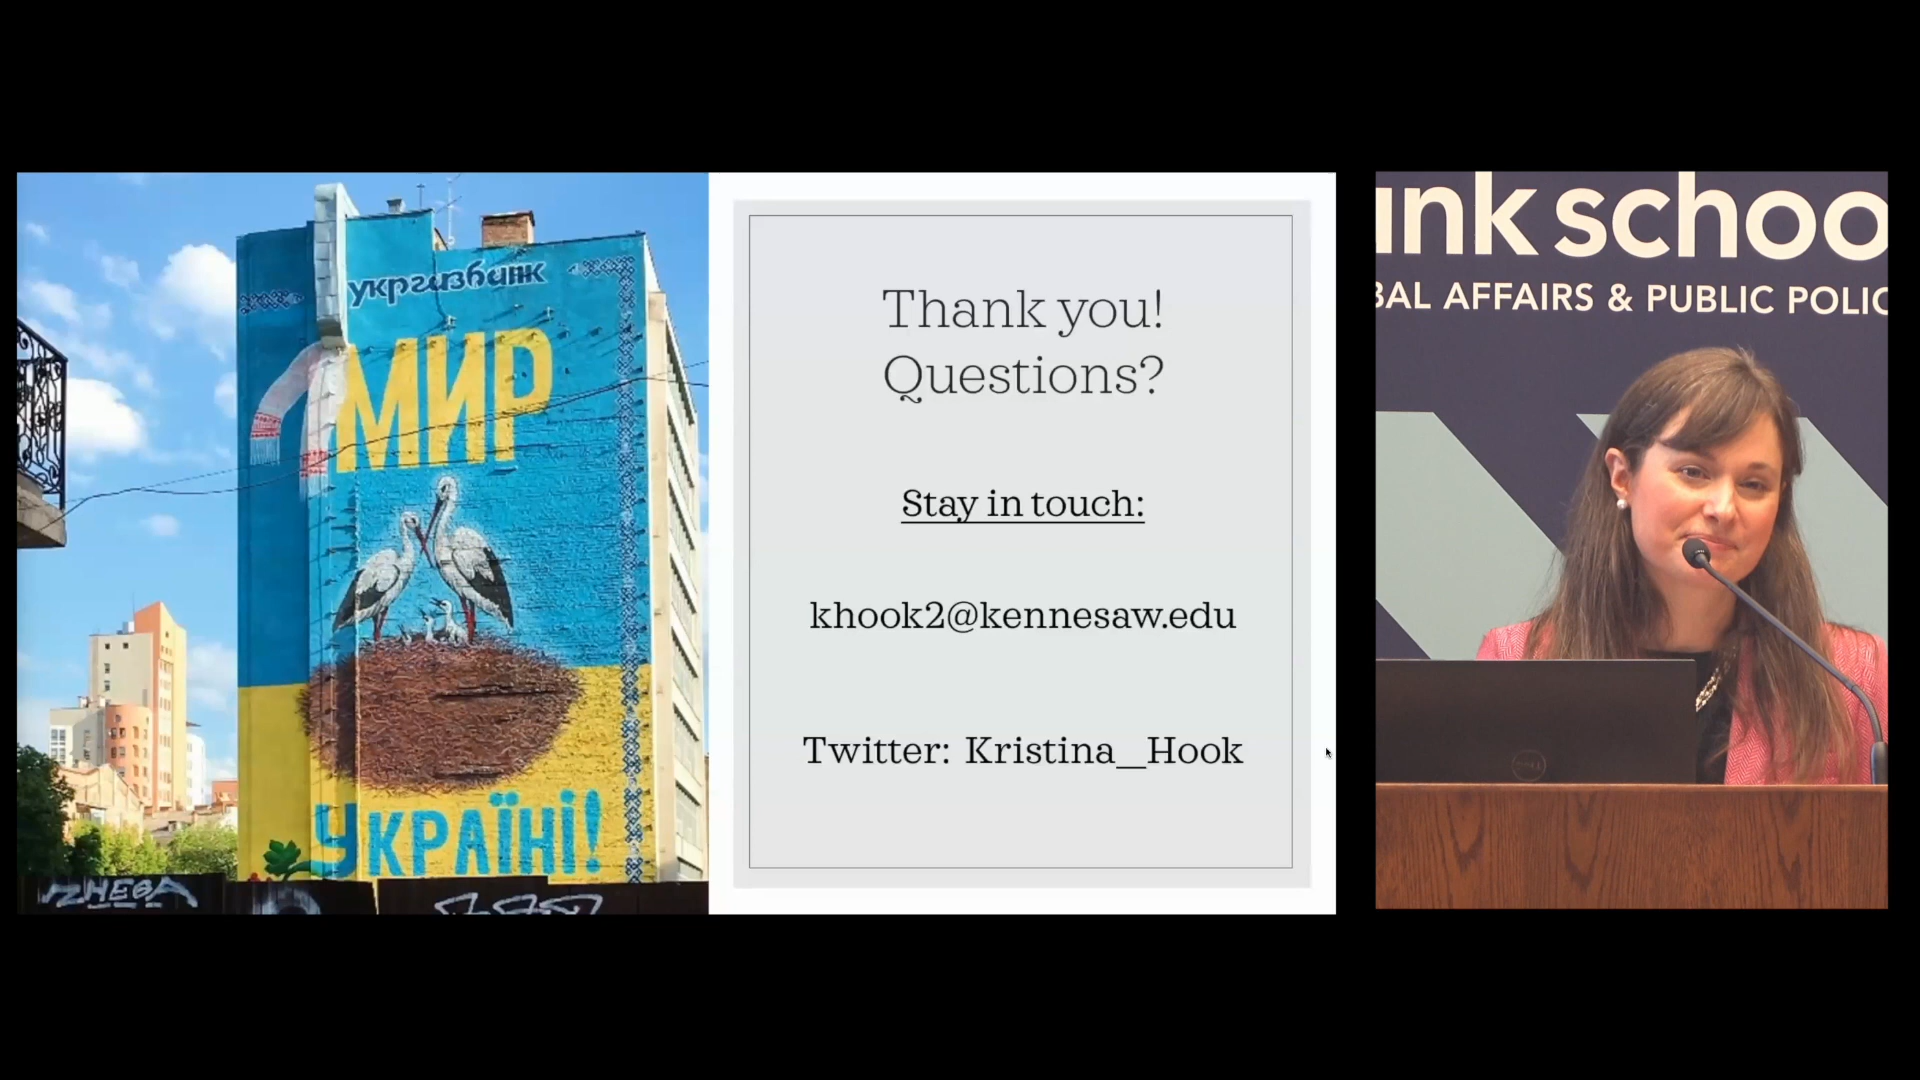 укргазбанк
МИР
УКРАЇНІ!
Thank you!
Questions?
Stay in touch:
khook2@kennesaw.edu
Twitter: Kristina_Hook
ink schoo
BAL AFFAIRS & PUBLIC POLIC